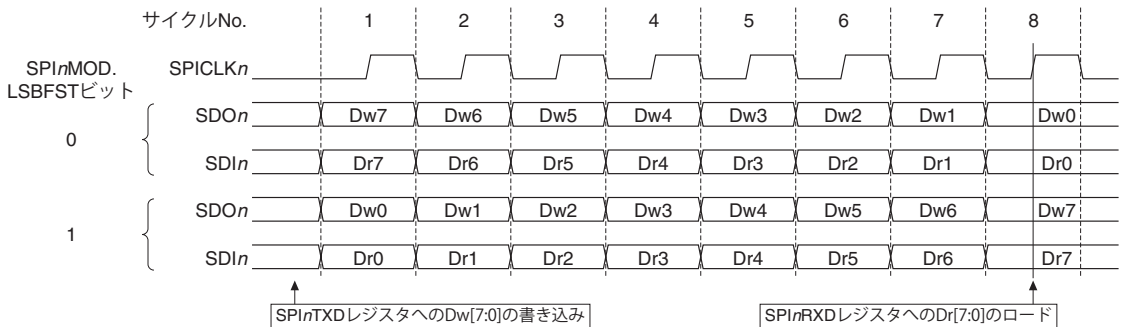 サイクルNo. 1 2 3 4 5 6 7 8
SPInMOD.
LSBFSTビット
SPICLKn
0
SDOn Dw7 Dw6 Dw5 Dw4 Dw3 Dw2 Dw1 Dw0
SDIn Dr7 Dr6 Dr5 Dr4 Dr3 Dr2 Dr1 Dr0
1
SDOn Dw0 Dw1 Dw2 Dw3 Dw4 Dw5 Dw6 Dw7
SDIn Dr0 Dr1 Dr2 Dr3 Dr4 Dr5 Dr6 Dr7
SPInTXDレジスタへのDw[7:0]の書き込み
SPInRXDレジスタへのDr[7:0]のロード